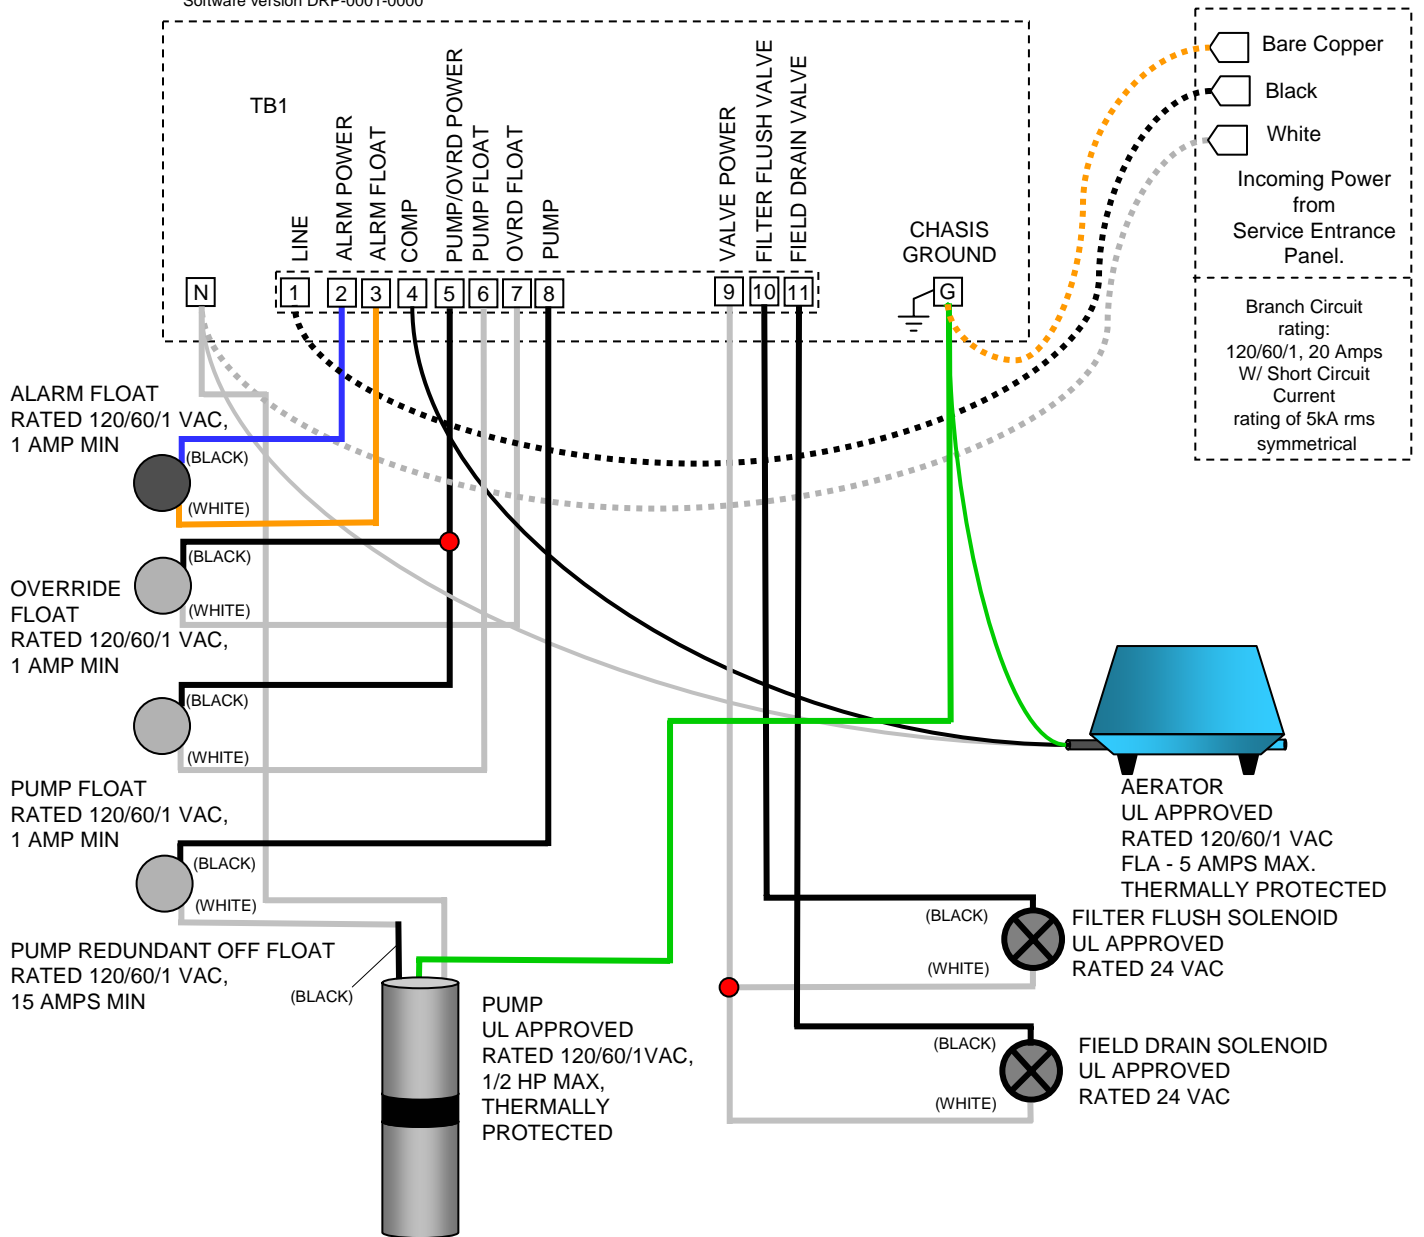 Software version DRP-0001-0000
TB1
LINE
ALRM POWER
ALARM FLOAT
COMP
PUMP/OVRD POWER
PUMP FLOAT
OVRD FLOAT
PUMP
VALVE POWER
FILTER FLUSH VALVE
FIELD DRAIN VALVE
CHASIS
GROUND
N
1
2
3
4
5
6
7
8
9
10
11
G
Bare Copper
Black
White
Incoming Power
from
Service Entrance
Panel.
Branch Circuit
rating:
120/60/1, 20 Amps
W/ Short Circuit
Current
rating of 5kA rms
symmetrical
ALARM FLOAT
RATED 120/60/1 VAC,
1 AMP MIN
(BLACK)
(WHITE)
OVERRIDE
FLOAT
RATED 120/60/1 VAC,
1 AMP MIN
(BLACK)
(WHITE)
PUMP FLOAT
RATED 120/60/1 VAC,
1 AMP MIN
(BLACK)
(WHITE)
PUMP REDUNDANT OFF FLOAT
RATED 120/60/1 VAC,
15 AMPS MIN
(BLACK)
(WHITE)
(BLACK)
PUMP
UL APPROVED
RATED 120/60/1VAC,
1/2 HP MAX,
THERMALLY
PROTECTED
AERATOR
UL APPROVED
RATED 120/60/1 VAC
FLA - 5 AMPS MAX.
THERMALLY PROTECTED
(BLACK)
(WHITE)
FILTER FLUSH SOLENOID
UL APPROVED
RATED 24 VAC
(BLACK)
(WHITE)
FIELD DRAIN SOLENOID
UL APPROVED
RATED 24 VAC